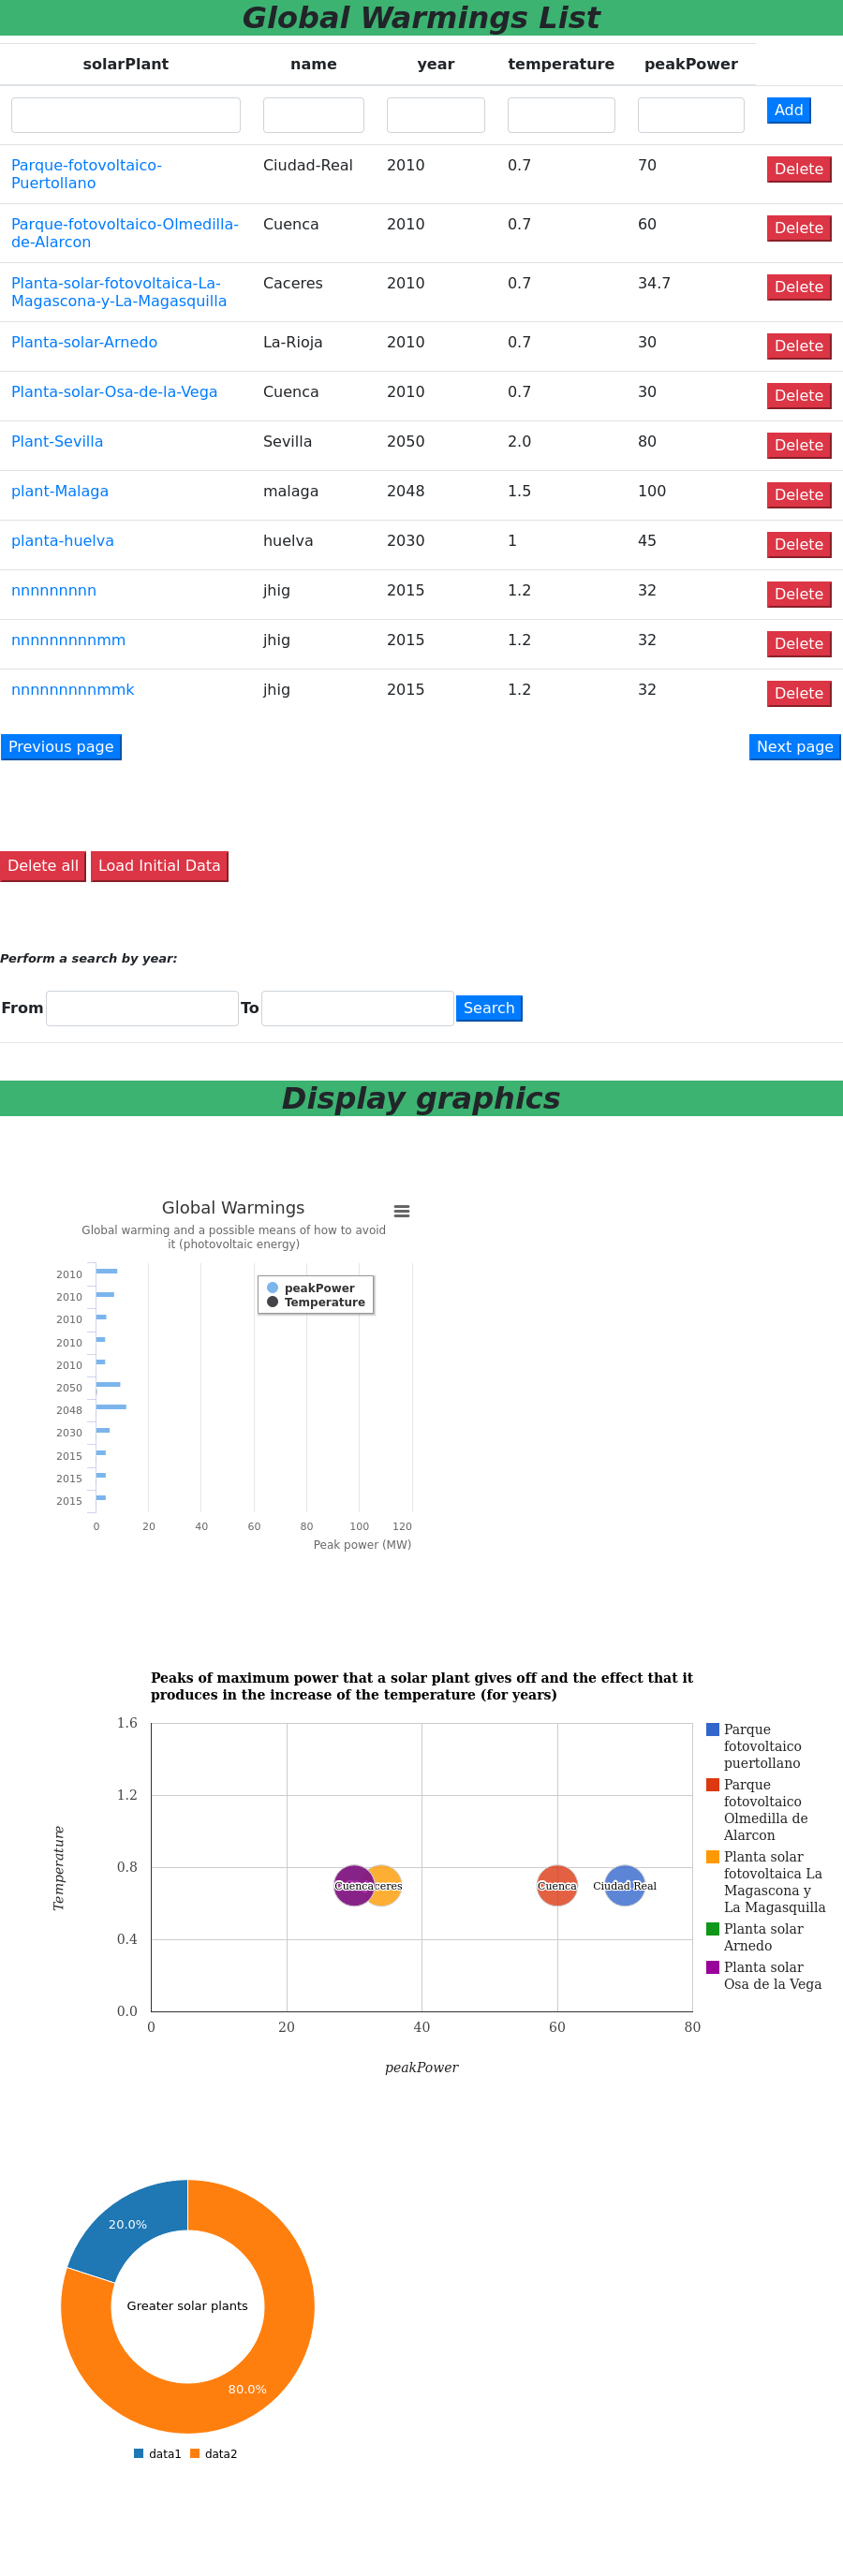 Global Warmings List
solarPlant name year temperature peakPower
Add
Parque-fotovoltaico-
Puertollano Ciudad-Real 2010 0.7 70 Delete
Parque-fotovoltaico-Olmedilla-
de-Alarcon Cuenca 2010 0.7 60 Delete
Planta-solar-fotovoltaica-La-
Magascona-y-La-Magasquilla Caceres 2010 0.7 34.7 Delete
Planta-solar-Arnedo La-Rioja 2010 0.7 30 Delete
Planta-solar-Osa-de-la-Vega Cuenca 2010 0.7 30 Delete
Plant-Sevilla Sevilla 2050 2.0 80 Delete
plant-Malaga malaga 2048 1.5 100 Delete
planta-huelva huelva 2030 1 45 Delete
nnnnnnnnn jhig 2015 1.2 32 Delete
nnnnnnnnnmm jhig 2015 1.2 32 Delete
nnnnnnnnnmmk jhig 2015 1.2 32 Delete
Previous page Next page
Delete all Load Initial Data
Perform a search by year:
From To Search
Display graphics
Global Warmings
Global warming and a possible means of how to avoid
it (photovoltaic energy)
peakPower
Temperature
2010
2010
2010
2010
2010
2050
2048
2030
2015
2015
2015
0 20 40 60 80 100 120
Peak power (MW)
Peaks of maximum power that a solar plant gives off and the effect that it
produces in the increase of the temperature (for years)
1.6
1.2
0.8
0.4
0.0
Temperature
Cuenca ceres Cuenca Ciudad Real
0 20 40 60 80
peakPower
Parque
fotovoltaico
puertollano
Parque
fotovoltaico
Olmedilla de
Alarcon
Planta solar
fotovoltaica La
Magascona y
La Magasquilla
Planta solar
Arnedo
Planta solar
Osa de la Vega
20.0%
Greater solar plants
80.0%
data1 data2